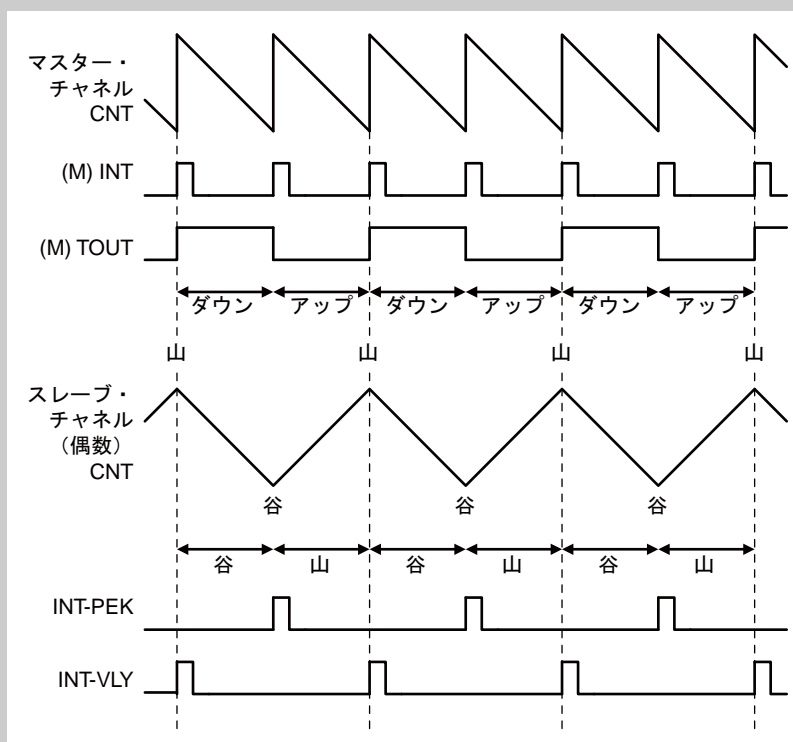 マスター・
チャネル
CNT
(M) INT
(M) TOUT
ダウン アップ ダウン アップ ダウン アップ
山 山 山 山
スレーブ・
チャネル
(偶数)
CNT
谷 谷 谷
谷 山 谷 山 谷 山
INT-PEK
INT-VLY